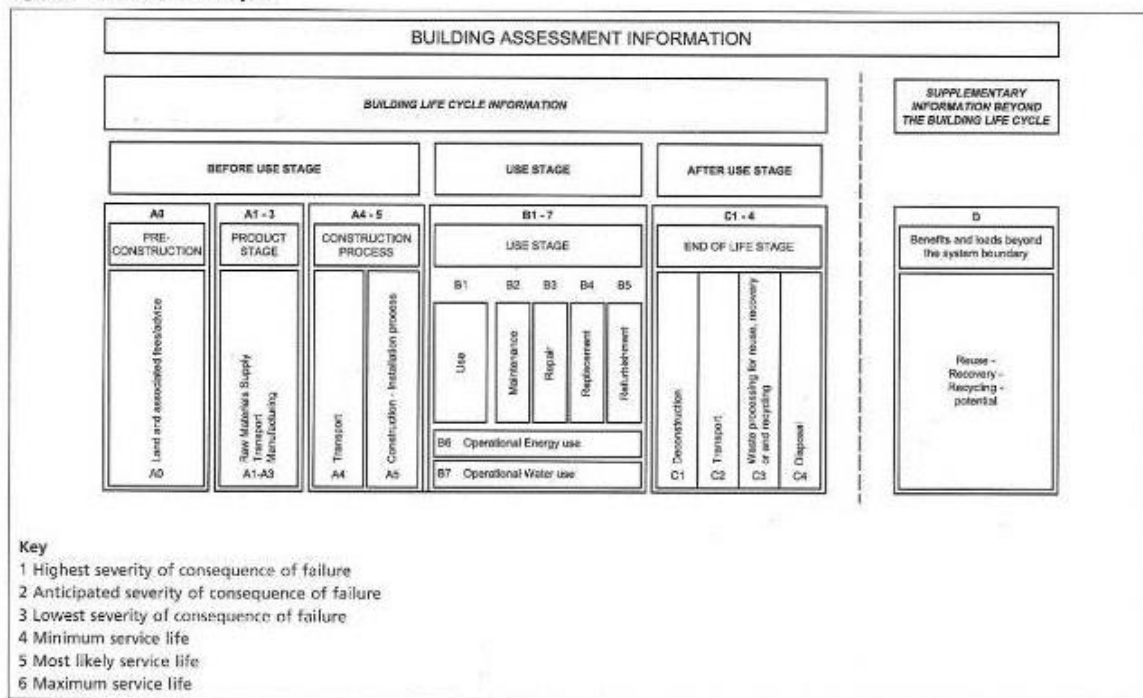 BUILDING ASSESSMENT INFORMATION
BUILDING LIFE CYCLE INFORMATION
SUPPLEMENTARY
INFORMATION BEYOND
THE BUILDING LIFE CYCLE
BEFORE USE STAGE
USE STAGE
AFTER USE STAGE
A0
PRE-
CONSTRUCTION
Land and associated fees/advice
A0
A1 - 3
PRODUCT
STAGE
Raw Materials Supply
Transport
Manufacturing
A1-A3
A4 - 5
CONSTRUCTION
PROCESS
Transport
A4
Construction - Installation process
A5
B1 - 7
USE STAGE
B1
Use
B2
Maintenance
B3
Repair
B4
Replacement
B5
Refurbishment
B6 Operational Energy use
B7 Operational Water use
C1 - 4
END OF LIFE STAGE
Deconstruction
C1
Transport
C2
Waste processing for reuse, recovery
or and recycling
C3
Disposal
C4
D
Benefits and loads beyond
the system boundary
Reuse -
Recovery -
Recycling -
potential
Key
1 Highest severity of consequence of failure
2 Anticipated severity of consequence of failure
3 Lowest severity of consequence of failure
4 Minimum service life
5 Most likely service life
6 Maximum service life